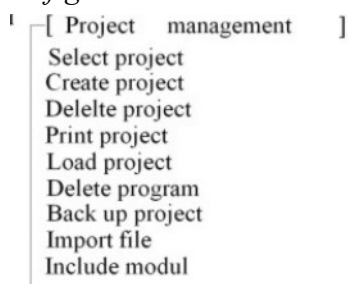 [ Project management ]
Select project
Create project
Delelte project
Print project
Load project
Delete program
Back up project
Import file
Include modul